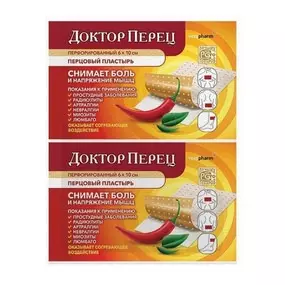 ДОКТОР ПЕРЕЦ
ПЕРФОРИРОВАННЫЙ 6 х 10 см
ПЕРЦОВЫЙ ПЛАСТЫРЬ
СНИМАЕТ БОЛЬ
И НАПРЯЖЕНИЕ МЫШЦ
ПОКАЗАНИЯ К ПРИМЕНЕНИЮ
ПРОСТУДНЫЕ ЗАБОЛЕВАНИЯ
РАДИКУЛИТЫ
АРТРАЛГИИ
НЕВРАЛГИИ
МИОЗИТЫ
ЛЮМБАГО
ОКАЗЫВАЕТ СОГРЕВАЮЩЕЕ
ВОЗДЕЙСТВИЕ
pharm
ДОКТОР ПЕРЕЦ
ПЕРФОРИРОВАННЫЙ 6 х 10 см
ПЕРЦОВЫЙ ПЛАСТЫРЬ
СНИМАЕТ БОЛЬ
И НАПРЯЖЕНИЕ МЫШЦ
ПОКАЗАНИЯ К ПРИМЕНЕНИЮ
ПРОСТУДНЫЕ ЗАБОЛЕВАНИЯ
РАДИКУЛИТЫ
АРТРАЛГИИ
НЕВРАЛГИИ
МИОЗИТЫ
ЛЮМБАГО
ОКАЗЫВАЕТ СОГРЕВАЮЩЕЕ
ВОЗДЕЙСТВИЕ
pharm